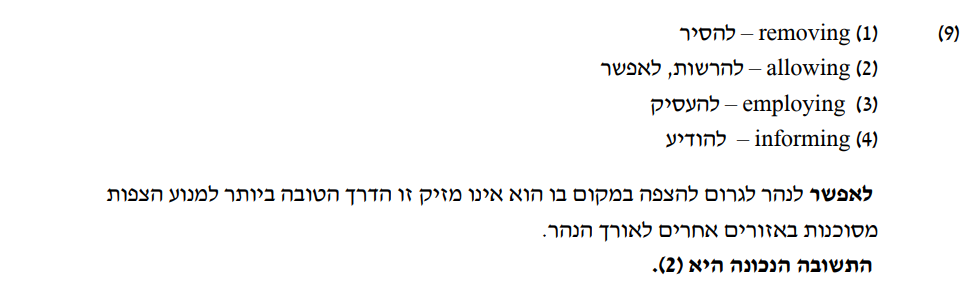 (9) (1) removing – להסיר
(2) allowing – להרשות, לאפשר
(3) employing – להעסיק
(4) informing – להודיע
לאפשר לנהר לגרום להצפה במקום בו הוא אינו מזיק זו הדרך הטובה ביותר למנוע הצפות
מסוכנות באזורים אחרים לאורך הנהר.
התשובה הנכונה היא (2).